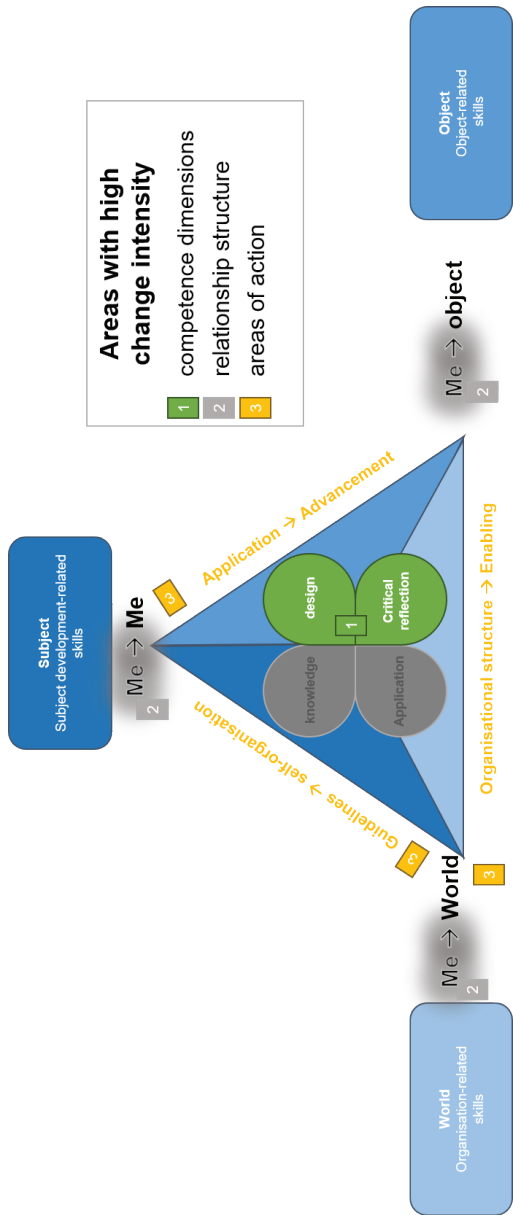 Subject
Subject development-related
skills
Me → Me
2
3
Application → Advancement
Guidelines → self-organisation
3
knowledge
design
1
Application
Critical
reflection
Organisational structure → Enabling
3
Me → World
2
World
Organisation-related
skills
Me → object
2
Object
Object-related
skills
Areas with high
change intensity
1 competence dimensions
2 relationship structure
3 areas of action